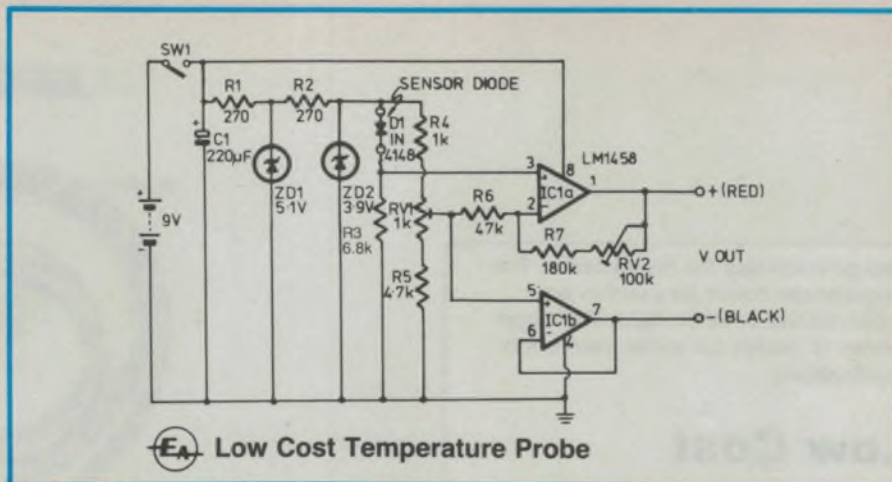 SW1
R1
270
R2
270
SENSOR DIODE
D1
IN
4148
R4
1k
+
C1
220µF
ZD1
5·1V
ZD2
3·9V
R3
6.8k
RV1
1k
R5
4·7k
+
9V
-
3
+
2
-
8
LM1458
IC1a
1
+(RED)
R6
47k
R7
180k
RV2
100k
V OUT
5
+
6
-
IC1b
7
4
-(BLACK)
EA Low Cost Temperature Probe